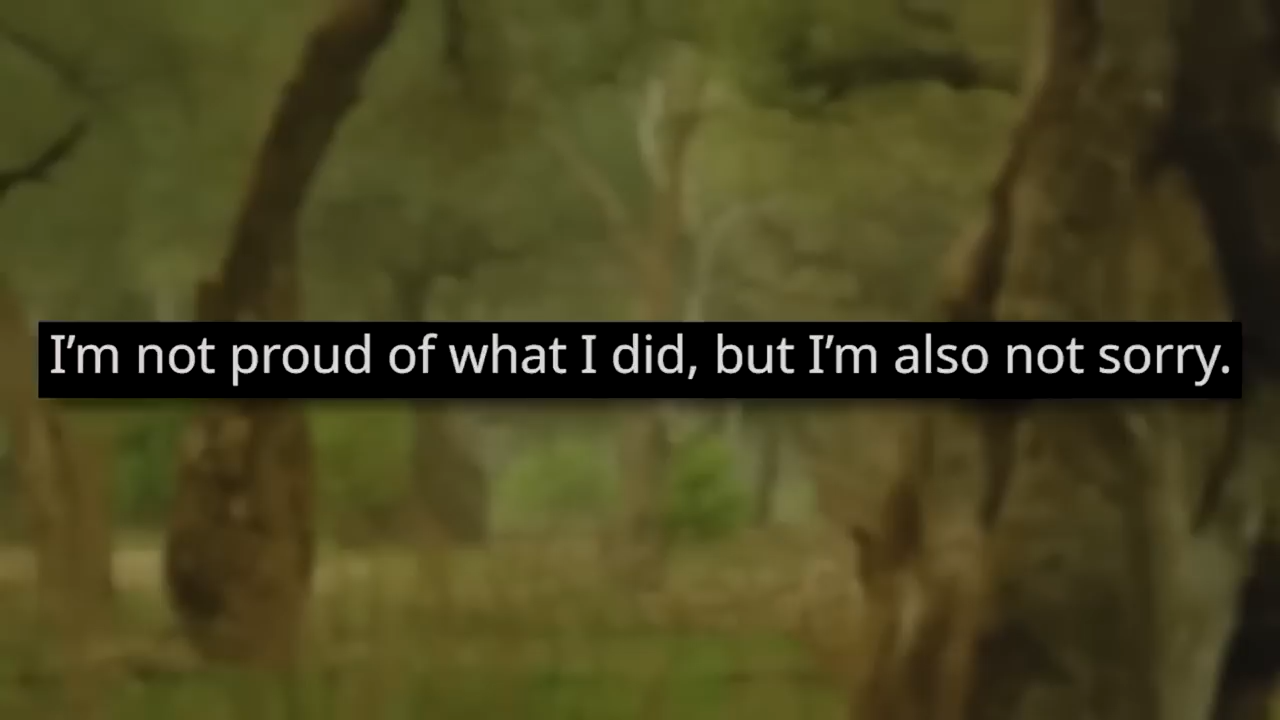 I’m not proud of what I did, but I’m also not sorry.